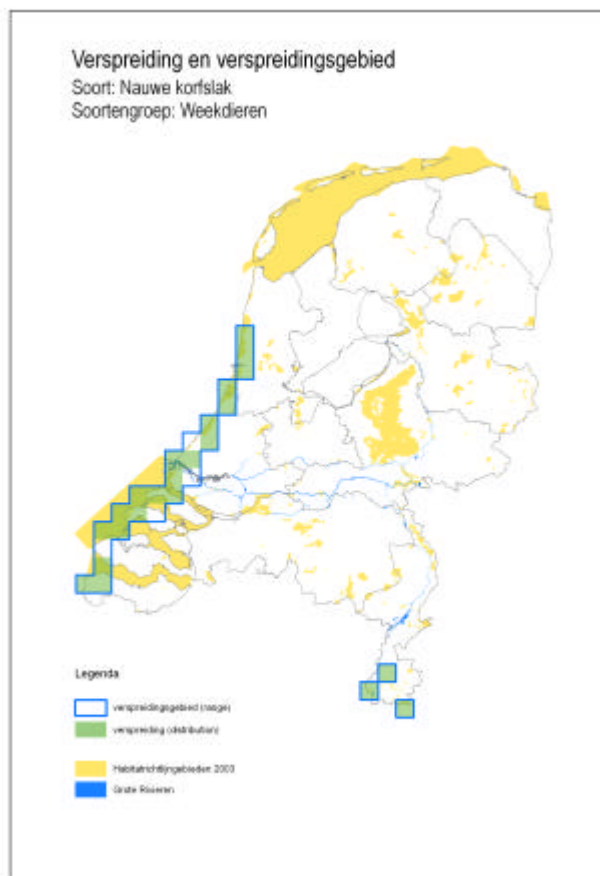 Verspreiding en verspreidingsgebied
Soort: Nauwe korfslak
Soortengroep: Weekdieren
Legenda
verspreidingsgebied (range)
verspreiding (distribution)
Habitatrichtlijngebieden 2003
Grote Rivieren